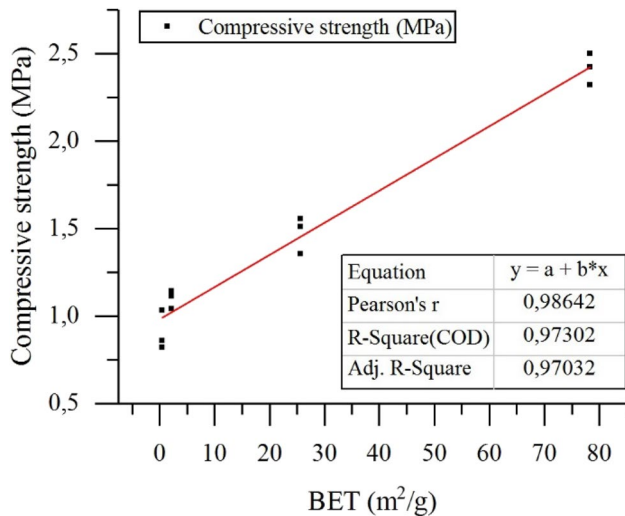 Compressive strength (MPa)
2,5
2,0
1,5
1,0
0,5
Compressive strength (MPa)
Equation y = a + b*x
Pearson's r 0,98642
R-Square(COD) 0,97302
Adj. R-Square 0,97032
0 10 20 30 40 50 60 70 80
BET (m²/g)